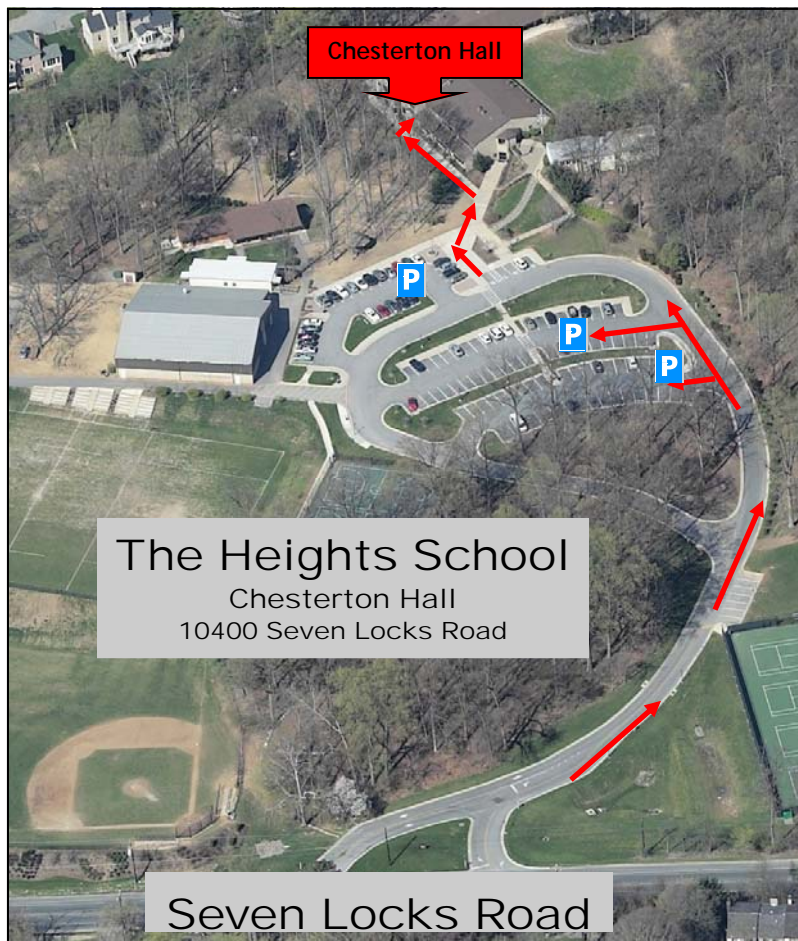 Chesterton Hall
P
P
P
The Heights School
Chesterton Hall
10400 Seven Locks Road
Seven Locks Road